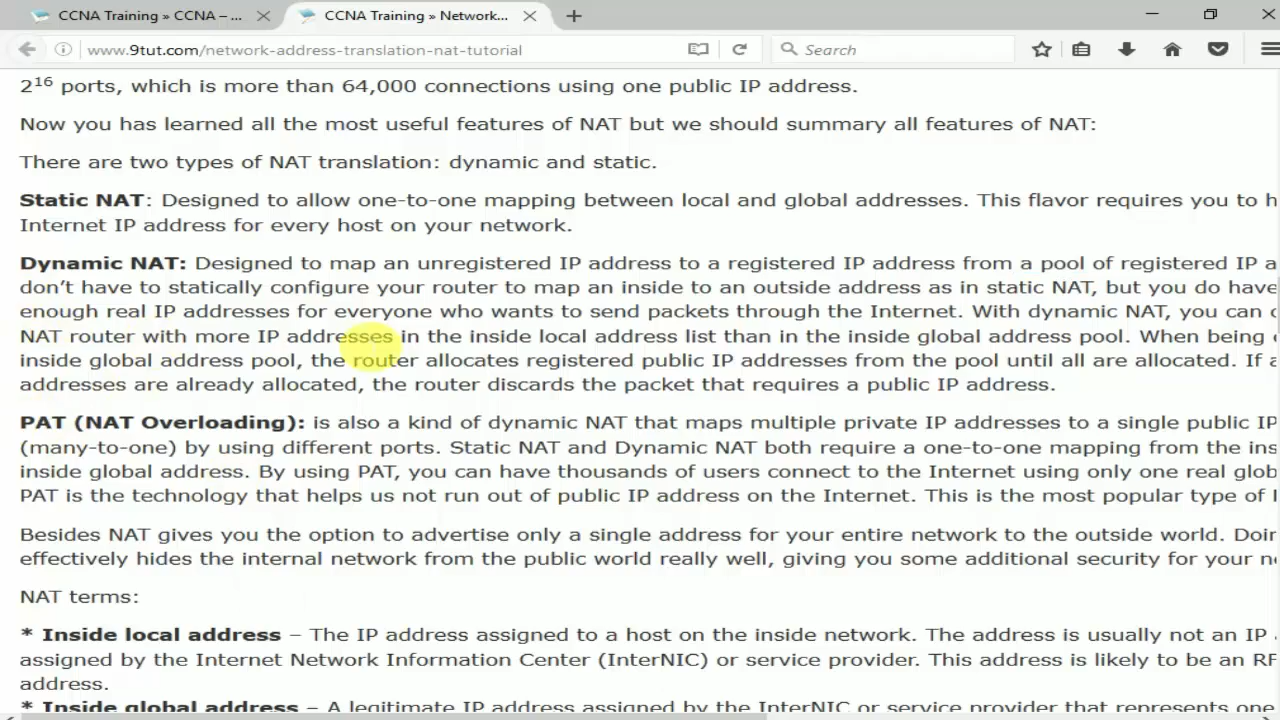 CCNA Training » CCNA – ...
CCNA Training » Network...
www.9tut.com/network-address-translation-nat-tutorial
Search
2¹⁶ ports, which is more than 64,000 connections using one public IP address.
Now you has learned all the most useful features of NAT but we should summary all features of NAT:
There are two types of NAT translation: dynamic and static.
Static NAT: Designed to allow one-to-one mapping between local and global addresses. This flavor requires you to
Internet IP address for every host on your network.
Dynamic NAT: Designed to map an unregistered IP address to a registered IP address from a pool of registered IP
don’t have to statically configure your router to map an inside to an outside address as in static NAT, but you do have
enough real IP addresses for everyone who wants to send packets through the Internet. With dynamic NAT, you can
NAT router with more IP addresses in the inside local address list than in the inside global address pool. When being
inside global address pool, the router allocates registered public IP addresses from the pool until all are allocated. If
addresses are already allocated, the router discards the packet that requires a public IP address.
PAT (NAT Overloading): is also a kind of dynamic NAT that maps multiple private IP addresses to a single public IP
(many-to-one) by using different ports. Static NAT and Dynamic NAT both require a one-to-one mapping from the
inside global address. By using PAT, you can have thousands of users connect to the Internet using only one real
PAT is the technology that helps us not run out of public IP address on the Internet. This is the most popular type of
Besides NAT gives you the option to advertise only a single address for your entire network to the outside world.
effectively hides the internal network from the public world really well, giving you some additional security for your
NAT terms:
* Inside local address – The IP address assigned to a host on the inside network. The address is usually not an IP
assigned by the Internet Network Information Center (InterNIC) or service provider. This address is likely to be an
address.
* Inside global address – A legitimate IP address assigned by the InterNIC or service provider that represents one